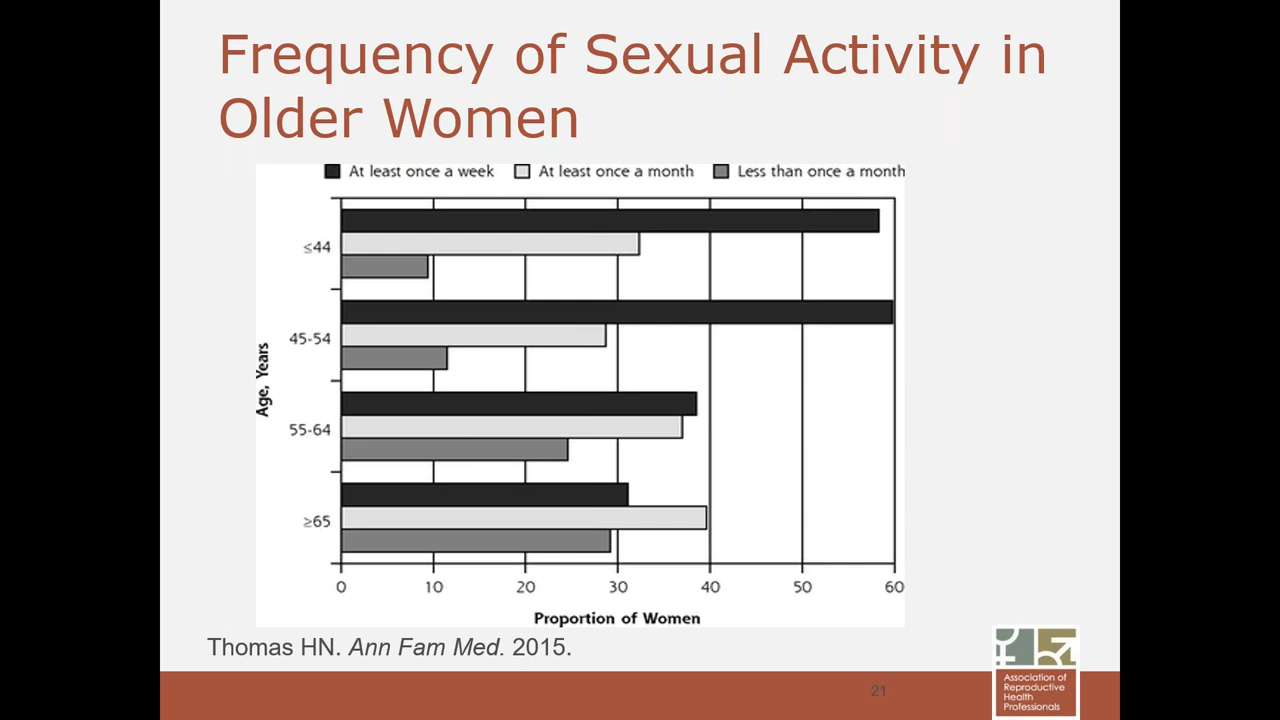 Frequency of Sexual Activity in
Older Women
At least once a week At least once a month Less than once a month
≤44
45-54
55-64
≥65
Age, Years
0 10 20 30 40 50 60
Proportion of Women
Thomas HN. Ann Fam Med. 2015.
21
Association of
Reproductive
Health
Professionals